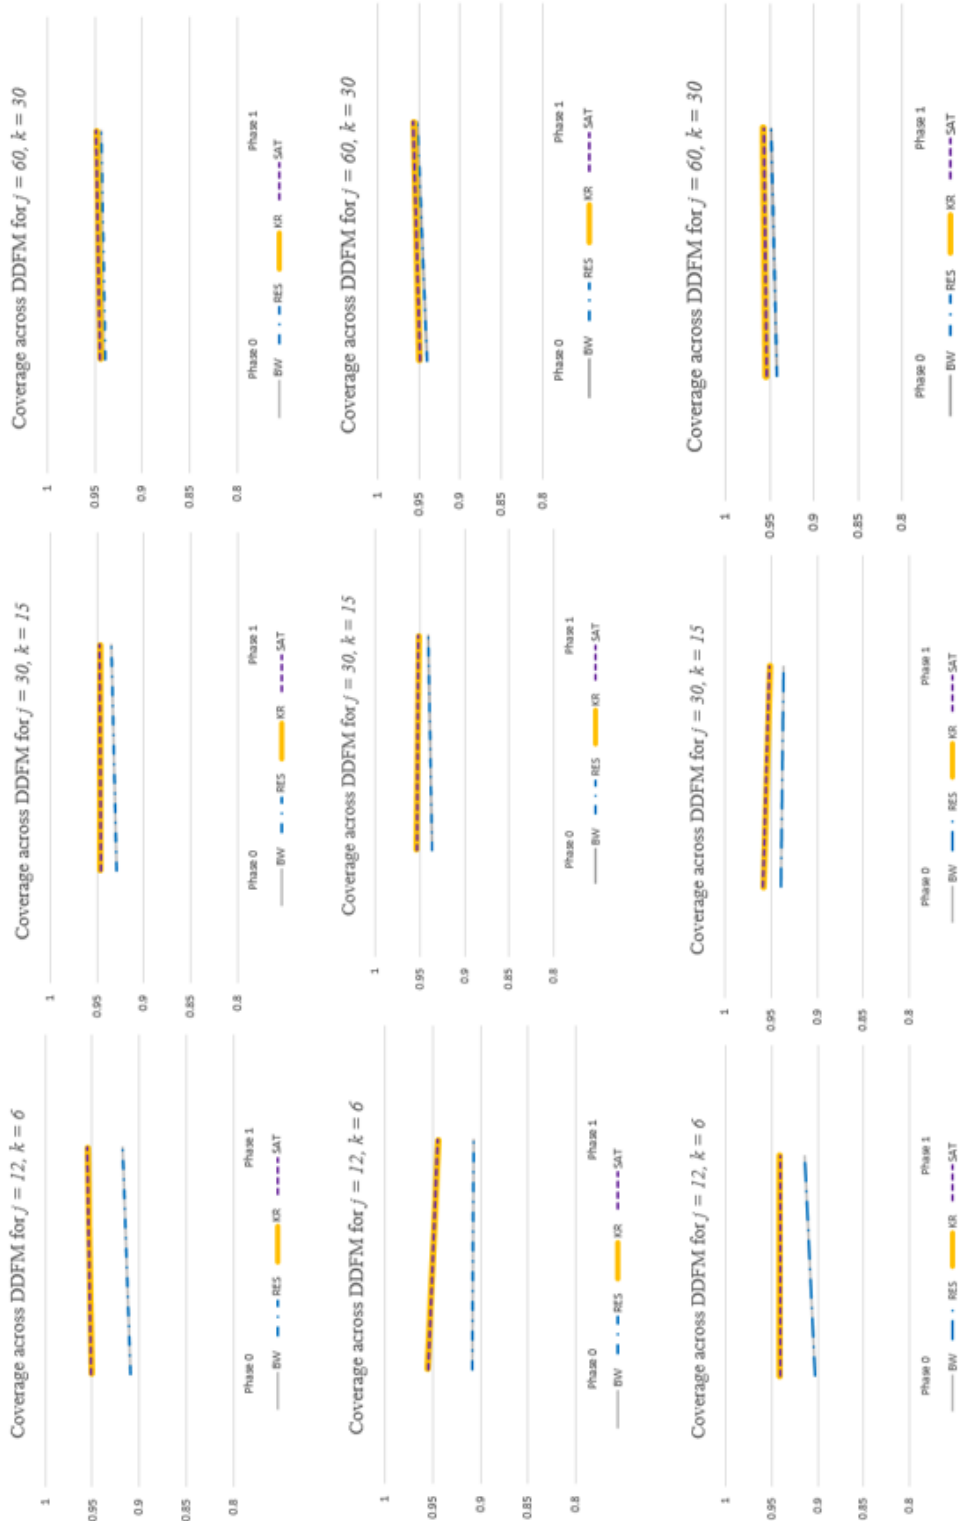 Coverage across DDFM for j = 12, k = 6
1
0.95
0.9
0.85
0.8
Phase 0 Phase 1
BW RES KR SAT
Coverage across DDFM for j = 30, k = 15
1
0.95
0.9
0.85
0.8
Phase 0 Phase 1
BW RES KR SAT
Coverage across DDFM for j = 60, k = 30
1
0.95
0.9
0.85
0.8
Phase 0 Phase 1
BW RES KR SAT
Coverage across DDFM for j = 12, k = 6
1
0.95
0.9
0.85
0.8
Phase 0 Phase 1
BW RES KR SAT
Coverage across DDFM for j = 30, k = 15
1
0.95
0.9
0.85
0.8
Phase 0 Phase 1
BW RES KR SAT
Coverage across DDFM for j = 60, k = 30
1
0.95
0.9
0.85
0.8
Phase 0 Phase 1
BW RES KR SAT
Coverage across DDFM for j = 12, k = 6
1
0.95
0.9
0.85
0.8
Phase 0 Phase 1
BW RES KR SAT
Coverage across DDFM for j = 30, k = 15
1
0.95
0.9
0.85
0.8
Phase 0 Phase 1
BW RES KR SAT
Coverage across DDFM for j = 60, k = 30
1
0.95
0.9
0.85
0.8
Phase 0 Phase 1
BW RES KR SAT